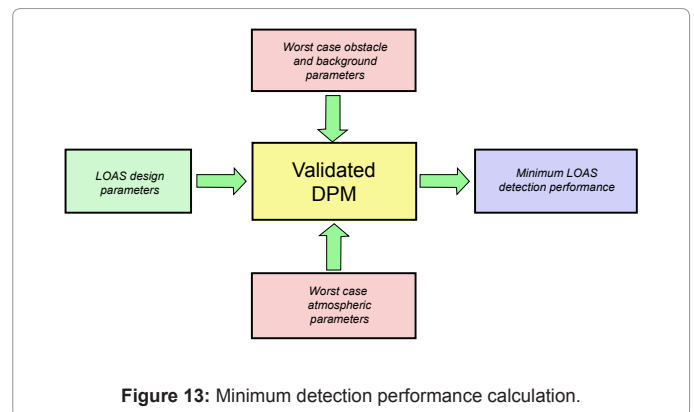 Worst case obstacle
and background
parameters
LOAS design
parameters
Validated
DPM
Minimum LOAS
detection performance
Worst case
atmospheric
parameters
Figure 13: Minimum detection performance calculation.